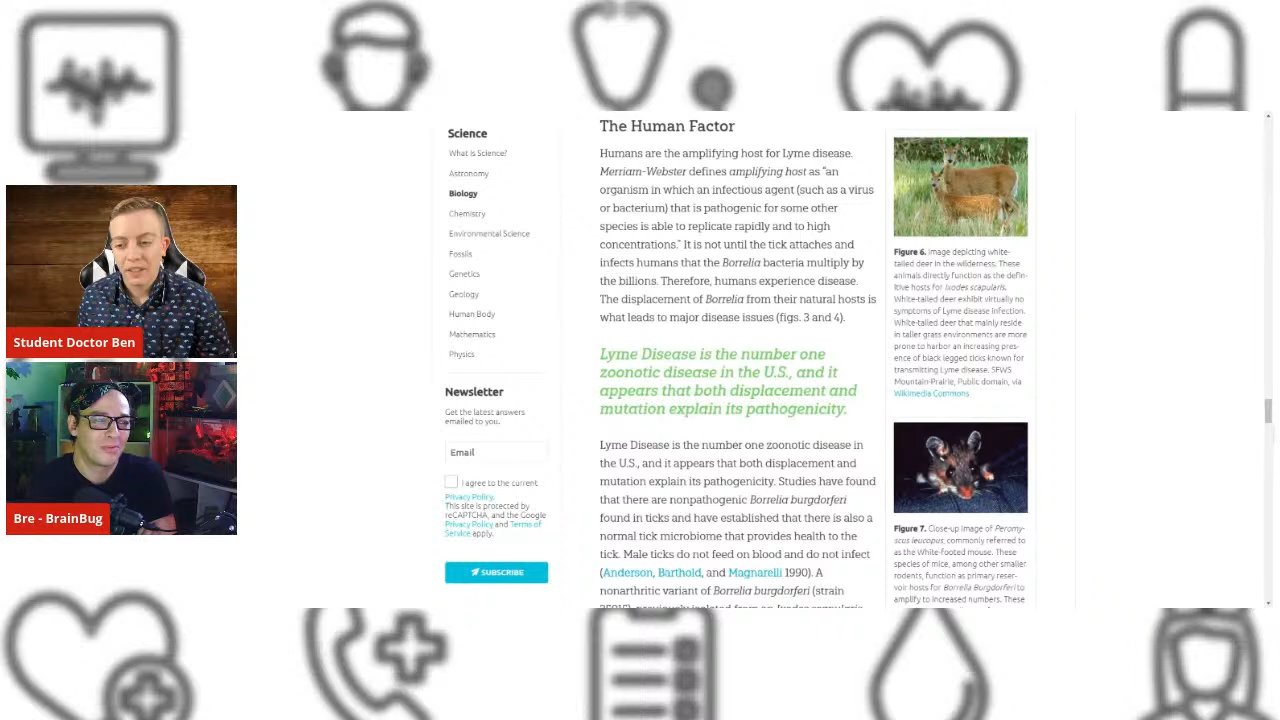 Science
What Is Science?
Astronomy
Biology
Chemistry
Environmental Science
Fossils
Genetics
Geology
Human Body
Mathematics
Physics
Newsletter
Get the latest answers
emailed to you.
Email
I agree to the current
Privacy Policy.
This site is protected by
reCAPTCHA, and the Google
Privacy Policy and Terms of
Service apply.
SUBSCRIBE
The Human Factor
Humans are the amplifying host for Lyme disease.
Merriam-Webster defines amplifying host as "an
organism in which an infectious agent (such as a virus
or bacterium) that is pathogenic for some other
species is able to replicate rapidly and to high
concentrations." It is not until the tick attaches and
infects humans that the Borrelia bacteria multiply by
the billions. Therefore, humans experience disease.
The displacement of Borrelia from their natural hosts is
what leads to major disease issues (figs. 3 and 4).
Lyme Disease is the number one
zoonotic disease in the U.S., and it
appears that both displacement and
mutation explain its pathogenicity.
Lyme Disease is the number one zoonotic disease in
the U.S., and it appears that both displacement and
mutation explain its pathogenicity. Studies have found
that there are nonpathogenic Borrelia burgdorferi
found in ticks and have established that there is also a
normal tick microbiome that provides health to the
tick. Male ticks do not feed on blood and do not infect
(Anderson, Barthold, and Magnarelli 1990). A
nonarthritic variant of Borrelia burgdorferi (strain
Figure 6. Image depicting white-
tailed deer in the wilderness. These
animals directly function as the defin-
itive hosts for Ixodes scapularis.
White-tailed deer exhibit virtually no
symptoms of Lyme disease infection.
White-tailed deer that mainly reside
in taller grass environments are more
prone to harbor an increasing pres-
ence of black legged ticks known for
transmitting Lyme disease. SFWS
Mountain-Prairie, Public domain, via
Wikimedia Commons
Figure 7. Close-up image of Peromy-
scus leucopus, commonly referred to
as the White-footed mouse. These
species of mice, among other smaller
rodents, function as primary reser-
voir hosts for Borrelia Burgdorferi to
amplify to increased numbers. These
Student Doctor Ben
Bre - BrainBug